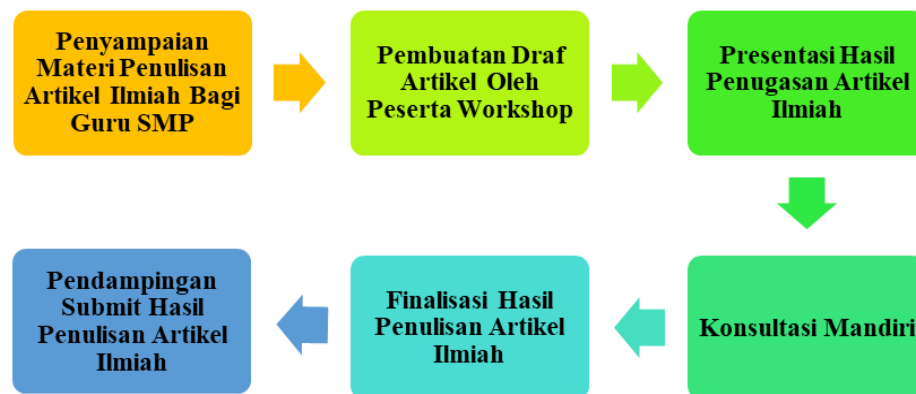 Penyampaian
Materi Penulisan
Artikel Ilmiah Bagi
Guru SMP
Pembuatan Draf
Artikel Oleh
Peserta Workshop
Presentasi Hasil
Penugasan Artikel
Ilmiah
Konsultasi Mandiri
Finalisasi Hasil
Penulisan Artikel
Ilmiah
Pendampingan
Submit Hasil
Penulisan Artikel
Ilmiah